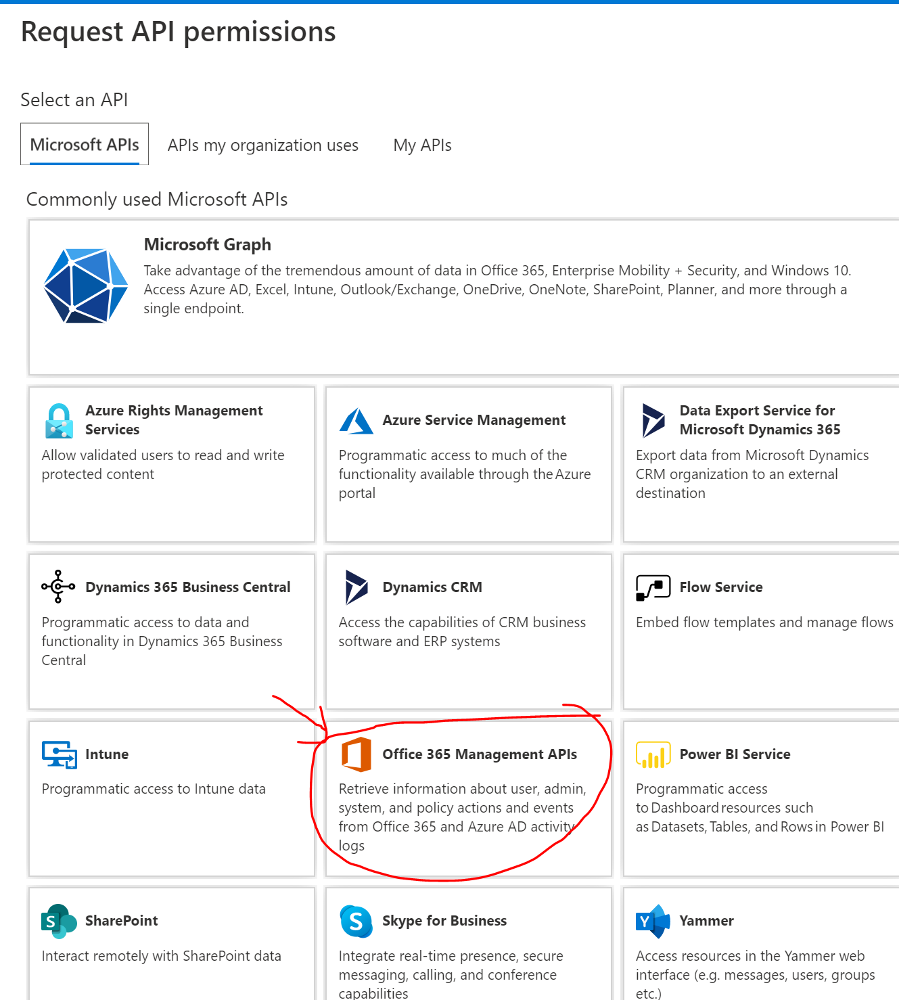 Request API permissions
Select an API
Microsoft APIs
APIs my organization uses
My APIs
Commonly used Microsoft APIs
Microsoft Graph
Take advantage of the tremendous amount of data in Office 365, Enterprise Mobility + Security, and Windows 10.
Access Azure AD, Excel, Intune, Outlook/Exchange, OneDrive, OneNote, SharePoint, Planner, and more through a
single endpoint.
Azure Rights Management
Services
Allow validated users to read and write
protected content
Azure Service Management
Programmatic access to much of the
functionality available through the Azure
portal
Data Export Service for
Microsoft Dynamics 365
Export data from Microsoft Dynamics
CRM organization to an external
destination
Dynamics 365 Business Central
Programmatic access to data and
functionality in Dynamics 365 Business
Central
Dynamics CRM
Access the capabilities of CRM business
software and ERP systems
Flow Service
Embed flow templates and manage flows
Intune
Programmatic access to Intune data
Office 365 Management APIs
Retrieve information about user, admin,
system, and policy actions and events
from Office 365 and Azure AD activity
logs
Power BI Service
Programmatic access
to Dashboard resources such
as Datasets, Tables, and Rows in Power BI
S
SharePoint
Interact remotely with SharePoint data
S
Skype for Business
Integrate real-time presence, secure
messaging, calling, and conference
capabilities
Y
Yammer
Access resources in the Yammer web
interface (e.g. messages, users, groups
etc.)